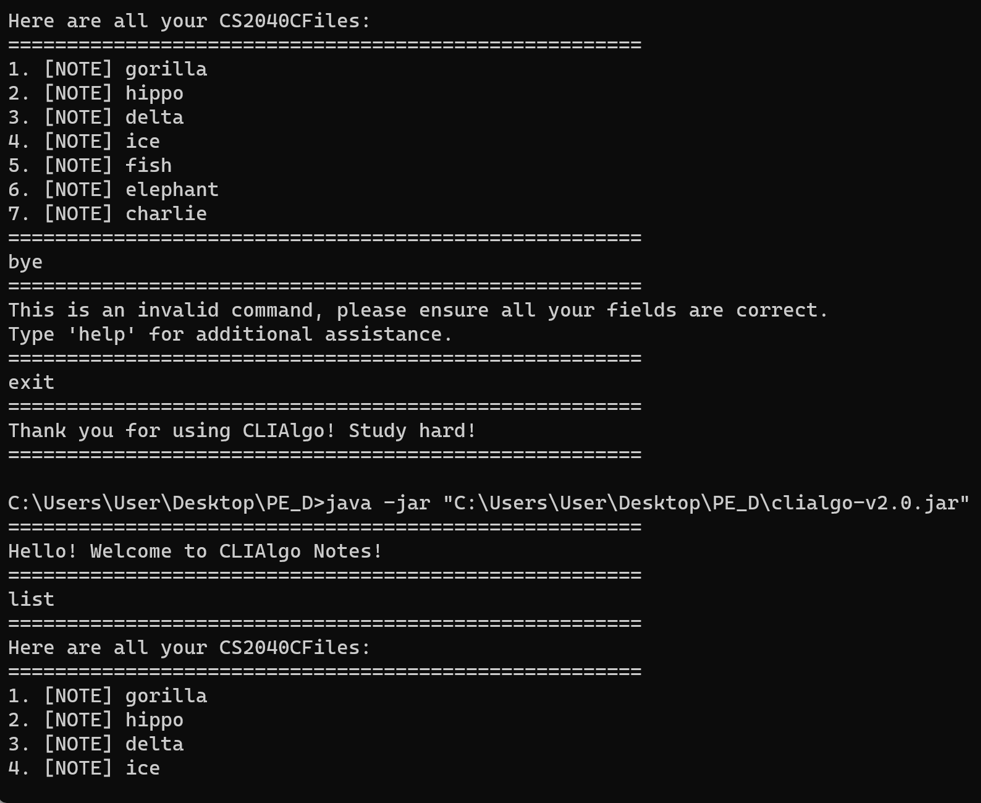 Here are all your CS2040CFiles:
======================================================
1. [NOTE] gorilla
2. [NOTE] hippo
3. [NOTE] delta
4. [NOTE] ice
5. [NOTE] fish
6. [NOTE] elephant
7. [NOTE] charlie
======================================================
bye
======================================================
This is an invalid command, please ensure all your fields are correct.
Type 'help' for additional assistance.
======================================================
exit
======================================================
Thank you for using CLIAlgo! Study hard!
======================================================
C:\Users\User\Desktop\PE_D>java -jar "C:\Users\User\Desktop\PE_D\clialgo-v2.0.jar"
======================================================
Hello! Welcome to CLIAlgo Notes!
======================================================
list
======================================================
Here are all your CS2040CFiles:
======================================================
1. [NOTE] gorilla
2. [NOTE] hippo
3. [NOTE] delta
4. [NOTE] ice